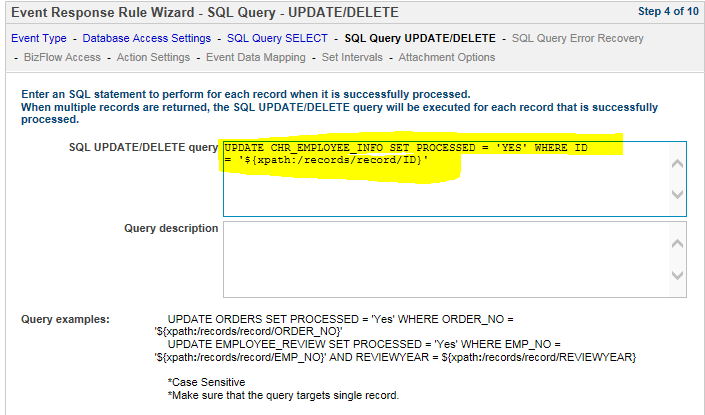 Event Response Rule Wizard - SQL Query - UPDATE/DELETE Step 4 of 10
Event Type - Database Access Settings - SQL Query SELECT - SQL Query UPDATE/DELETE - SQL Query Error Recovery
- BizFlow Access - Action Settings - Event Data Mapping - Set Intervals - Attachment Options
Enter an SQL statement to perform for each record when it is successfully processed.
When multiple records are returned, the SQL UPDATE/DELETE query will be executed for each record that is successfully
processed.
SQL UPDATE/DELETE query UPDATE CHR_EMPLOYEE_INFO SET PROCESSED = 'YES' WHERE ID
= '${xpath:/records/record/ID}'
Query description
Query examples: UPDATE ORDERS SET PROCESSED = 'Yes' WHERE ORDER_NO =
'${xpath:/records/record/ORDER_NO}'
UPDATE EMPLOYEE_REVIEW SET PROCESSED = 'Yes' WHERE EMP_NO =
'${xpath:/records/record/EMP_NO}' AND REVIEWYEAR = ${xpath:/records/record/REVIEWYEAR}
*Case Sensitive
*Make sure that the query targets single record.